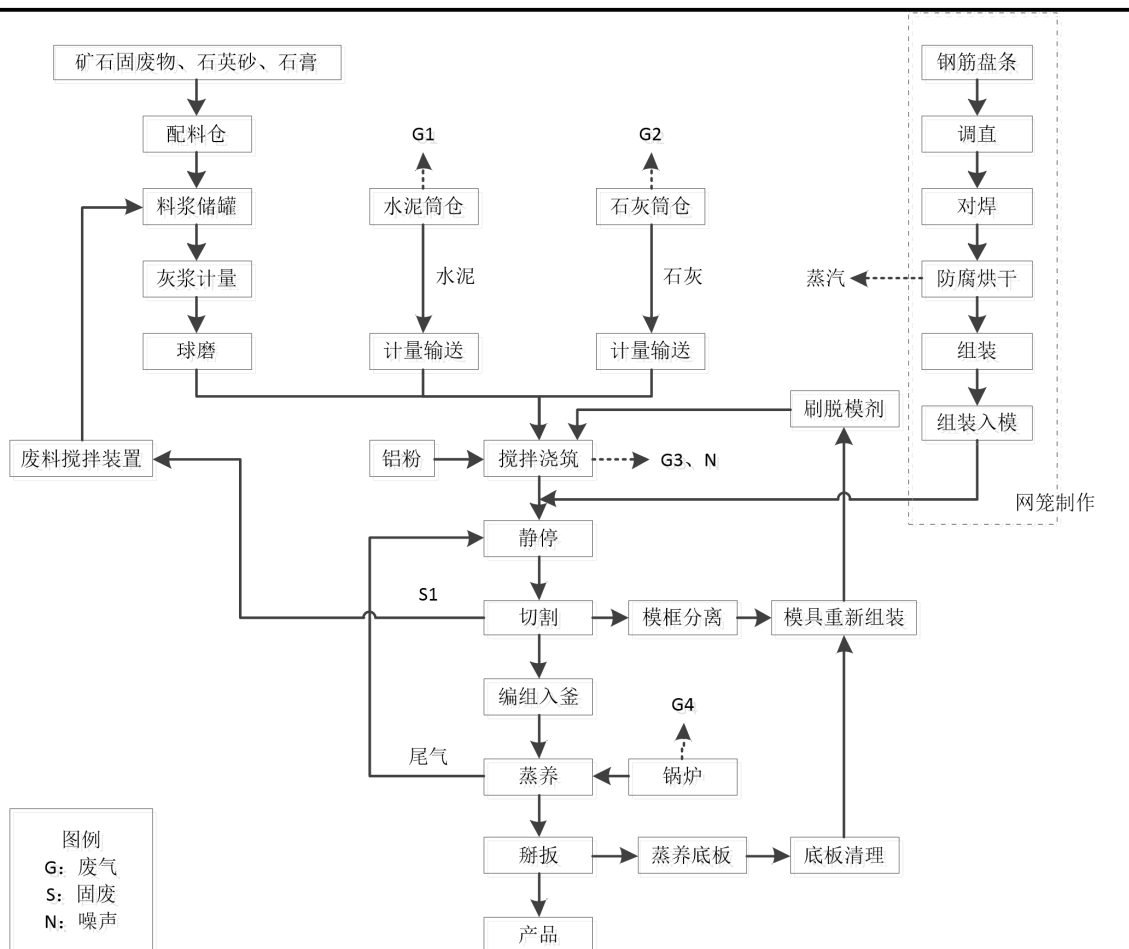 矿石固废物、石英砂、石膏
钢筋盘条
配料仓
G1
G2
调直
料浆储罐
水泥筒仓
石灰筒仓
对焊
灰浆计量
水泥
石灰
蒸汽
防腐烘干
球磨
计量输送
计量输送
组装
刷脱模剂
组装入模
废料搅拌装置
铝粉
搅拌浇筑
G3、N
网笼制作
静停
S1
切割
模框分离
模具重新组装
编组入釜
G4
尾气
蒸养
锅炉
图例
G：废气
S：固废
N：噪声
掰扳
蒸养底板
底板清理
产品